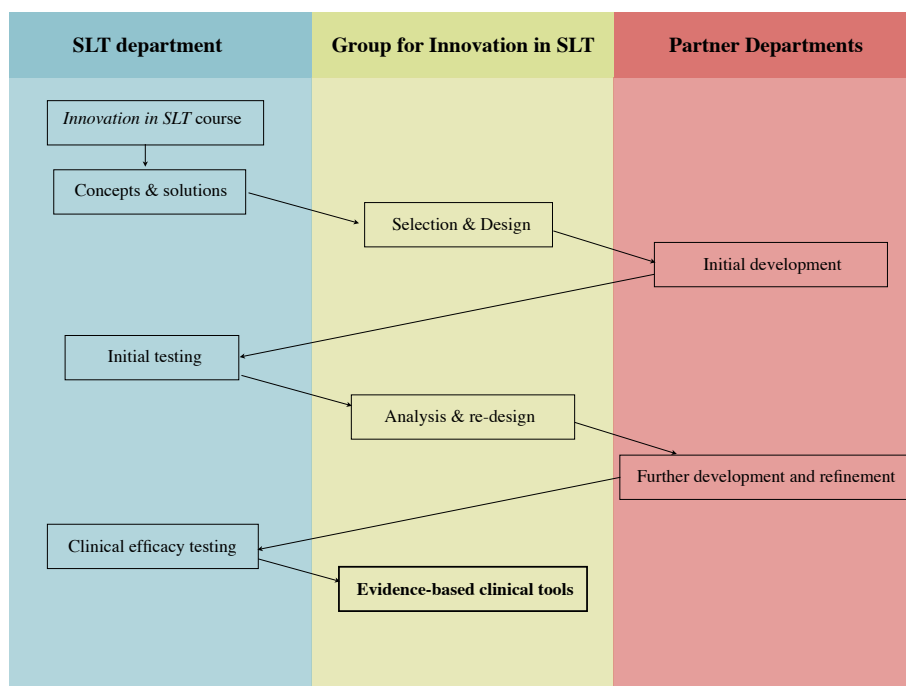 SLT department
Group for Innovation in SLT
Partner Departments
Innovation in SLT course
Concepts & solutions
Selection & Design
Initial development
Initial testing
Analysis & re-design
Further development and refinement
Clinical efficacy testing
Evidence-based clinical tools